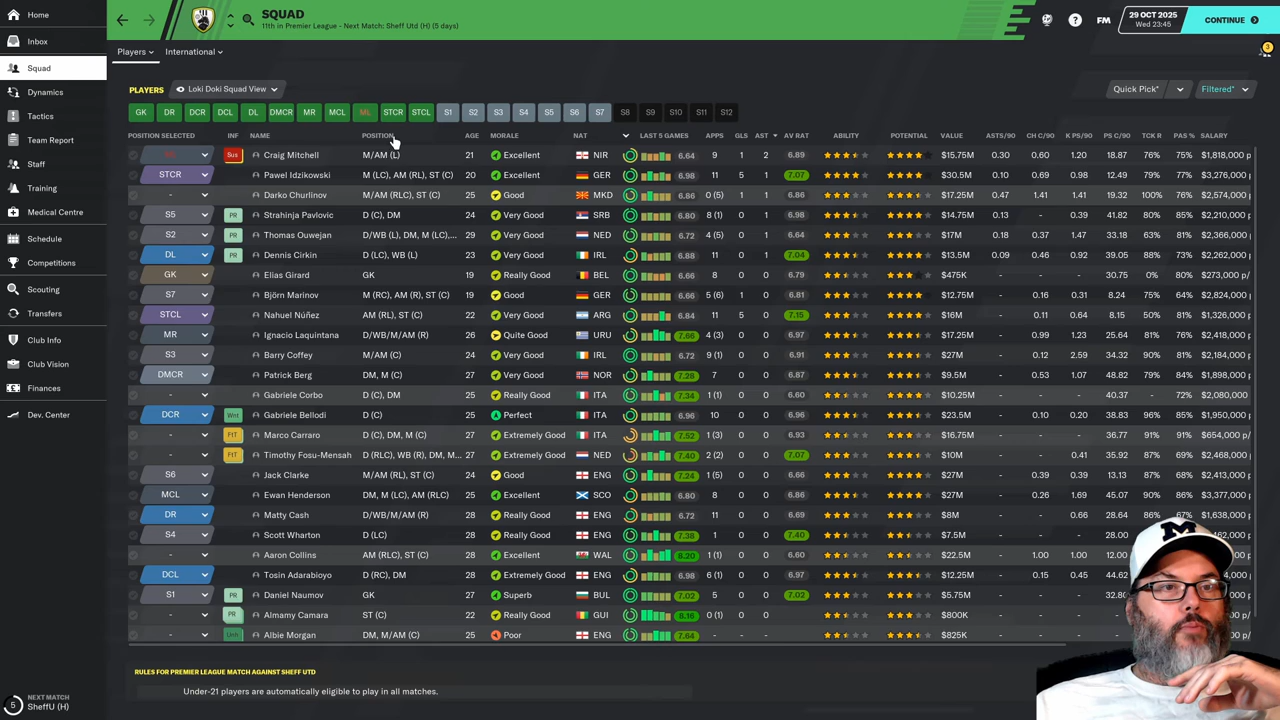 Home
SQUAD
11th in Premier League - Next Match: Sheff Utd (H) (5 days)
FM
29 OCT 2025
Wed 23:45
CONTINUE
Inbox
Squad
Dynamics
Tactics
Team Report
Staff
Training
Medical Centre
Schedule
Competitions
Scouting
Transfers
Club Info
Club Vision
Finances
Dev. Center
5
NEXT MATCH
SheffU (H)
Players International
3
PLAYERS Loki Doki Squad View Quick Pick* Filtered*
GK DR DCR DCL DL DMCR MR MCL ML STCR STCL S1 S2 S3 S4 S5 S6 S7 S8 S9 S10 S11 S12
POSITION SELECTED INF NAME POSITION AGE MORALE NAT LAST 5 GAMES APPS GLS AST AV RAT ABILITY POTENTIAL VALUE ASTS/90 CH C/90 K PS/90 PS C/90 TCK R PAS % SALARY
Sus Craig Mitchell M/AM (L) 21 Excellent NIR 6.64 9 1 2 6.89 $15.75M 0.30 0.60 1.20 18.87 76% 75% $1,818,000 p/
STCR Pawel Idzikowski M (LC), AM (RL), ST (C) 20 Excellent GER 6.98 11 5 1 7.07 $30.5M 0.10 0.69 0.98 12.49 79% 77% $3,276,000 p/
- Darko Churlinov M/AM (RLC), ST (C) 25 Good MKD 6.86 0 (5) 1 1 6.86 $17.25M 0.47 1.41 1.41 19.32 100% 76% $2,574,000 p/
S5 PR Strahinja Pavlovic D (C), DM 24 Very Good SRB 6.80 8 (1) 0 1 6.98 $14.75M 0.13 - 0.39 41.82 80% 85% $2,210,000 p/
S2 PR Thomas Ouwejan D/WB (L), DM, M (LC),... 29 Very Good NED 6.72 4 (5) 0 1 6.64 $17M 0.18 0.37 1.47 33.18 63% 81% $2,366,000 p/
DL PR Dennis Cirkin D (LC), WB (L) 23 Very Good IRL 6.88 11 0 1 7.04 $13.5M 0.09 0.46 0.92 39.05 88% 73% $2,262,000 p/
GK Elias Girard GK 19 Really Good BEL 6.66 8 0 0 6.79 $475K - - - 30.75 0% 80% $273,000 p/
S7 Björn Marinov M (RC), AM (R), ST (C) 19 Good GER 6.66 5 (6) 1 0 6.81 $12.75M - 0.16 0.31 8.24 75% 64% $2,824,000 p/
STCL Nahuel Núñez AM (RL), ST (C) 22 Very Good ARG 6.84 11 5 0 7.15 $16M - 0.11 0.64 8.15 50% 68% $1,326,000 p/
MR Ignacio Laquintana D/WB/M/AM (R) 26 Quite Good URU 7.66 4 (3) 0 0 6.97 $17.25M - 0.99 1.23 25.64 81% 76% $2,418,000 p/
S3 Barry Coffey M/AM (C) 24 Very Good IRL 6.72 9 (1) 0 0 6.91 $27M - 0.12 2.59 34.32 90% 81% $2,184,000 p/
DMCR Patrick Berg DM, M (C) 27 Very Good NOR 7.28 7 0 0 6.87 $9.5M - 0.53 1.07 48.82 79% 84% $1,898,000 p/
- Gabriele Corbo D (C), DM 25 Really Good ITA 7.34 1 (1) 0 0 6.60 $10.25M - - - 40.37 - 72% $2,080,000
DCR Wnt Gabriele Bellodi D (C) 25 Perfect ITA 6.96 10 0 0 6.96 $23.5M - 0.10 0.20 38.83 96% 85% $1,950,000 p/
- FIT Marco Carraro D (C), DM, M (C) 27 Extremely Good ITA 7.52 1 (3) 0 0 6.93 $16.75M - - - 36.77 91% 91% $654,000 p/
- FIT Timothy Fosu-Mensah D (RLC), WB (R), DM, M... 27 Extremely Good NED 7.40 2 (2) 0 0 7.07 $10M - - 0.41 35.92 87% 69% $2,468,000 p/
S6 Jack Clarke M/AM (RL), ST (C) 24 Good ENG 7.24 1 (5) 0 0 6.74 $27M - 0.39 0.39 13.13 68% 87% $2,413,000 p/
MCL Ewan Henderson DM, M (LC), AM (RLC) 25 Excellent SCO 6.80 8 0 0 6.86 $27M - 0.26 1.69 45.07 90% 86% $3,377,000 p/
DR Matty Cash D/WB/M/AM (R) 28 Really Good ENG 6.72 11 0 0 6.69 $8M - - 0.66 28.64 86% 67% $1,638,000 p/
S4 Scott Wharton D (LC) 28 Really Good ENG 7.38 1 0 0 7.40 $7.5M - - - 28.00
- Aaron Collins AM (RLC), ST (C) 28 Excellent WAL 8.20 1 (1) 0 0 6.60 $22.5M - 1.00 1.00
DCL Tosin Adarabioyo D (RC), DM 28 Extremely Good ENG 6.98 6 (1) 0 0 6.97 $12.25M - 0.15 0.45 44.62
S1 PR Daniel Naumov GK 27 Superb BUL 7.02 5 0 0 7.02 $5.75M - - -
- PR Almamy Camara ST (C) 22 Really Good GUI 8.16 0 (1) 0 0 - $800K - - -
- Unh Albie Morgan DM, M/AM (C) 25 Poor ENG 7.64 - - - - $825K - - -
RULES FOR PREMIER LEAGUE MATCH AGAINST SHEFF UTD
Under-21 players are automatically eligible to play in all matches.